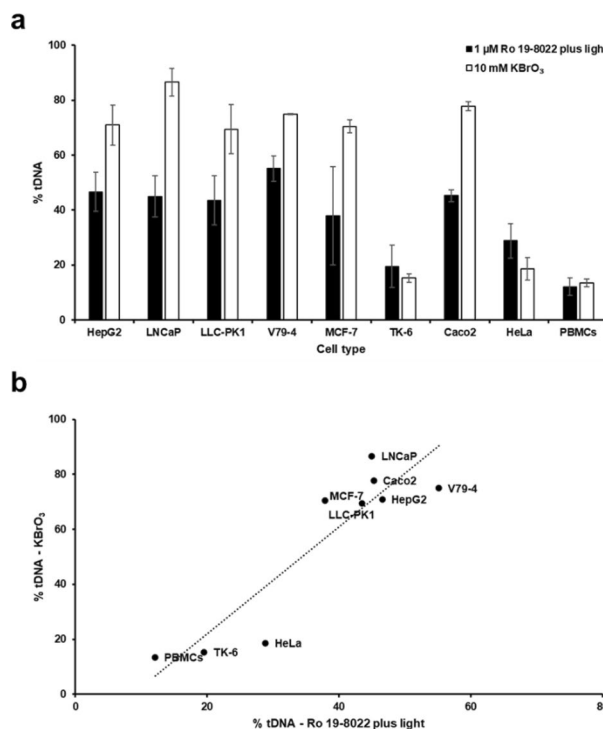 a
1 µM Ro 19-8022 plus light
10 mM KBrO₃
100
80
60
40
20
0
% tDNA
HepG2 LNCaP LLC-PK1 V79-4 MCF-7 TK-6 Caco2 HeLa PBMCs
Cell type
b
100
80
60
40
20
0
% tDNA - KBrO₃
LNCaP
Caco2
V79-4
MCF-7
HepG2
LLC-PK1
HeLa
TK-6
PBMCs
0 20 40 60
% tDNA - Ro 19-8022 plus light